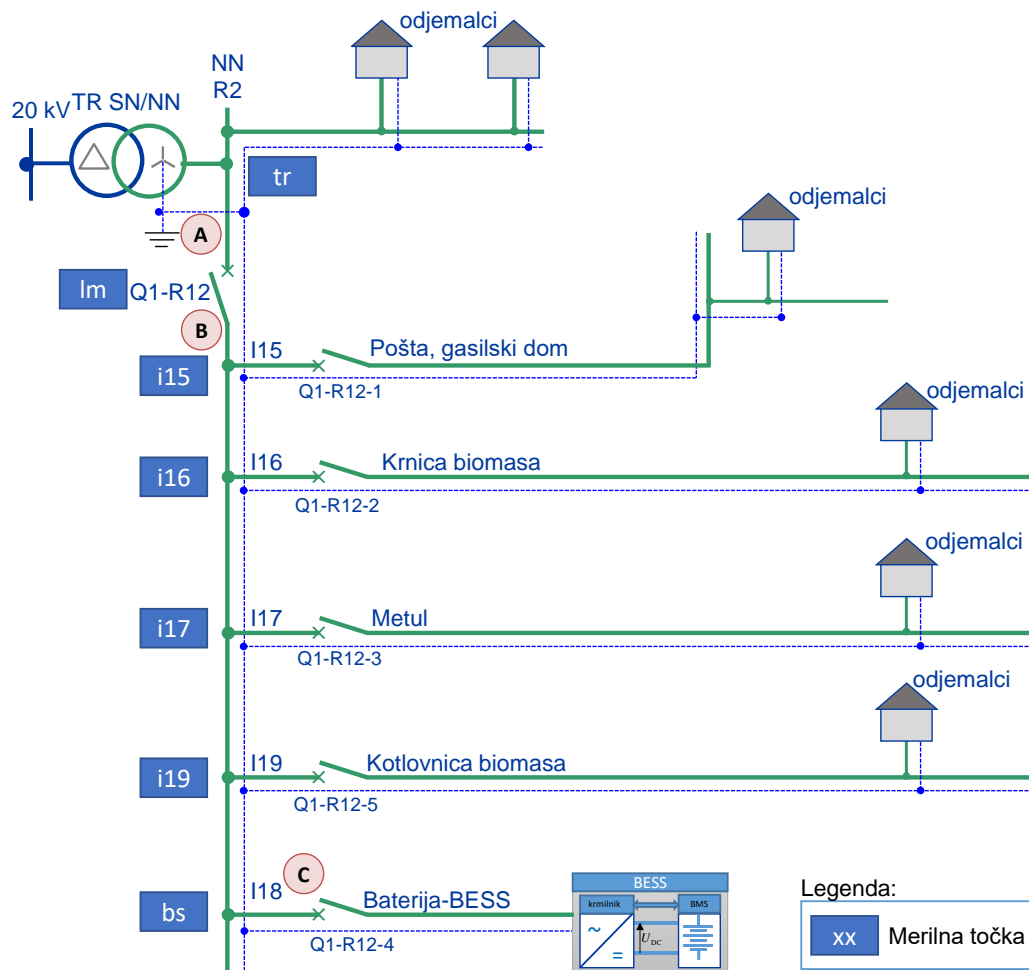 odjemalci
NN
R2
20 kV
TR SN/NN
tr
odjemalci
A
lm
Q1-R12
B
i15
I15
Pošta, gasilski dom
Q1-R12-1
odjemalci
i16
I16
Krnica biomasa
Q1-R12-2
odjemalci
i17
I17
Metul
Q1-R12-3
odjemalci
i19
I19
Kotlovnica biomasa
Q1-R12-5
C
bs
I18
Baterija-BESS
Q1-R12-4
BESS
krmilnik
BMS
~
=
U DC
Legenda:
xx
Merilna točka